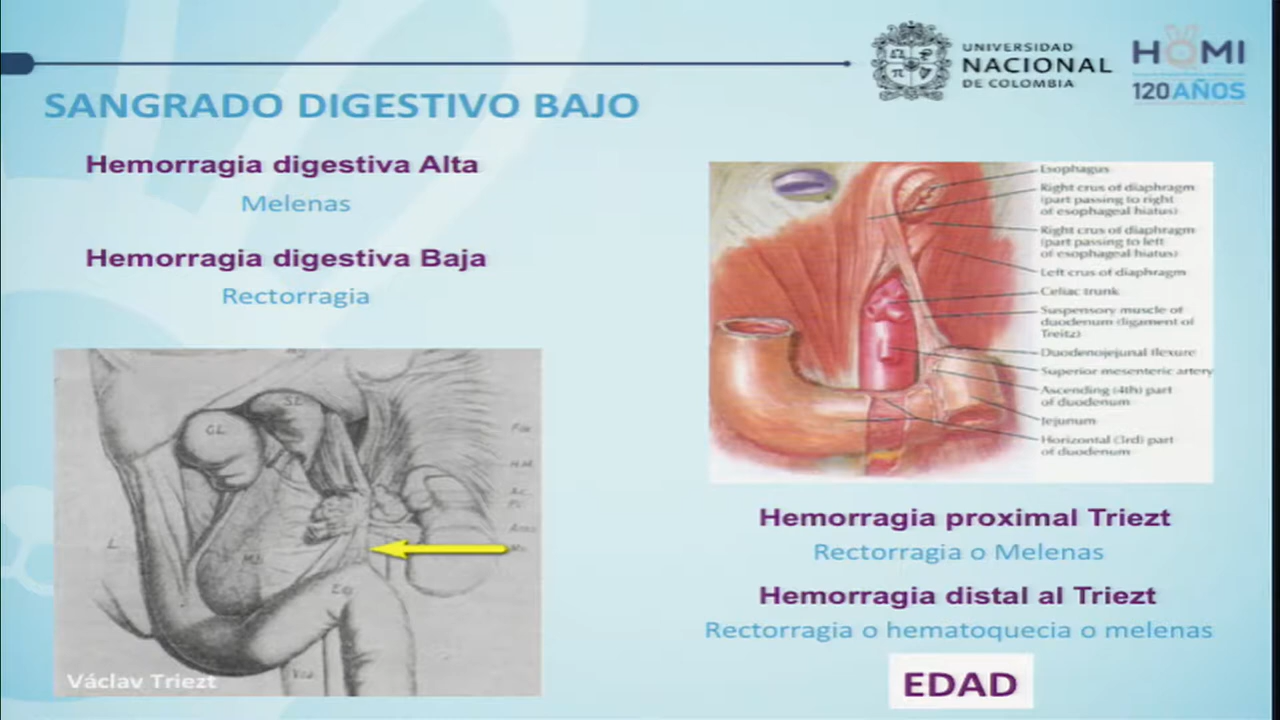 UNIVERSIDAD
NACIONAL
DE COLOMBIA
HOMI
120 AÑOS
SANGRADO DIGESTIVO BAJO
Hemorragia digestiva Alta
Melenas
Hemorragia digestiva Baja
Rectorragia
Esophagus
Right crus of diaphragm
(part passing to right
of esophageal hiatus)
Right crus of diaphragm
(part passing to left
of esophageal hiatus)
Left crus of diaphragm
Celiac trunk
Suspensory muscle of
duodenum (ligament of
Treitz)
Duodenojejunal flexure
Superior mesenteric artery
Ascending (4th) part
of duodenum
Jejunum
Horizontal (3rd) part
of duodenum
Václav Triezt
Hemorragia proximal Triezt
Rectorragia o Melenas
Hemorragia distal al Triezt
Rectorragia o hematoquecia o melenas
EDAD